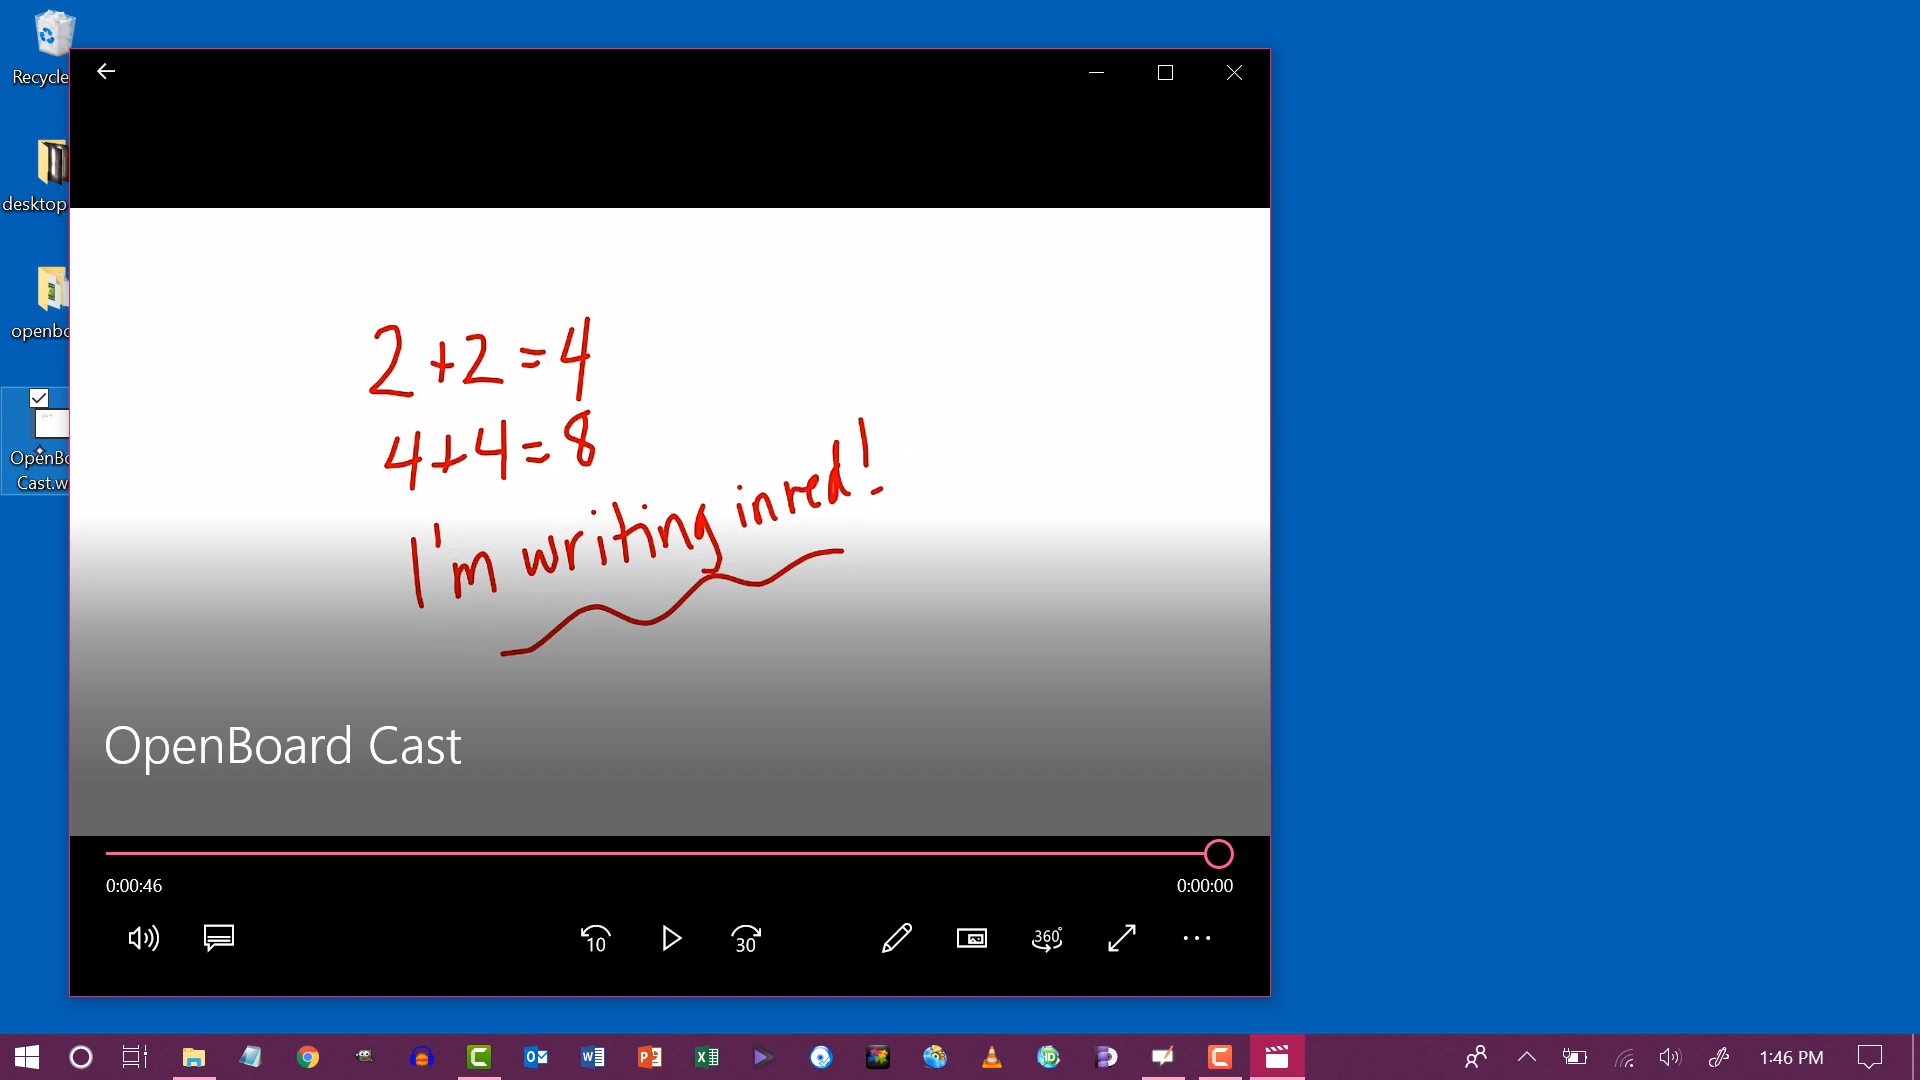 Recycle
desktop
openbo
OpenBo
Cast.w
2+2=4
4+4=8
I'm writing in red!
OpenBoard Cast
0:00:46
0:00:00
10
30
360°
1:46 PM